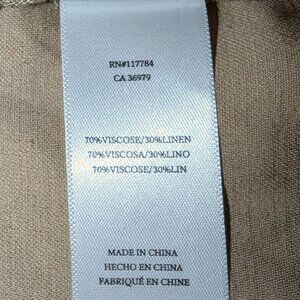 RN#117784
CA 36979
70%VISCOSE/30%LINEN
70%VISCOSA/30%LINO
70%VISCOSE/30%LIN
MADE IN CHINA
HECHO EN CHINA
FABRIQUÉ EN CHINE